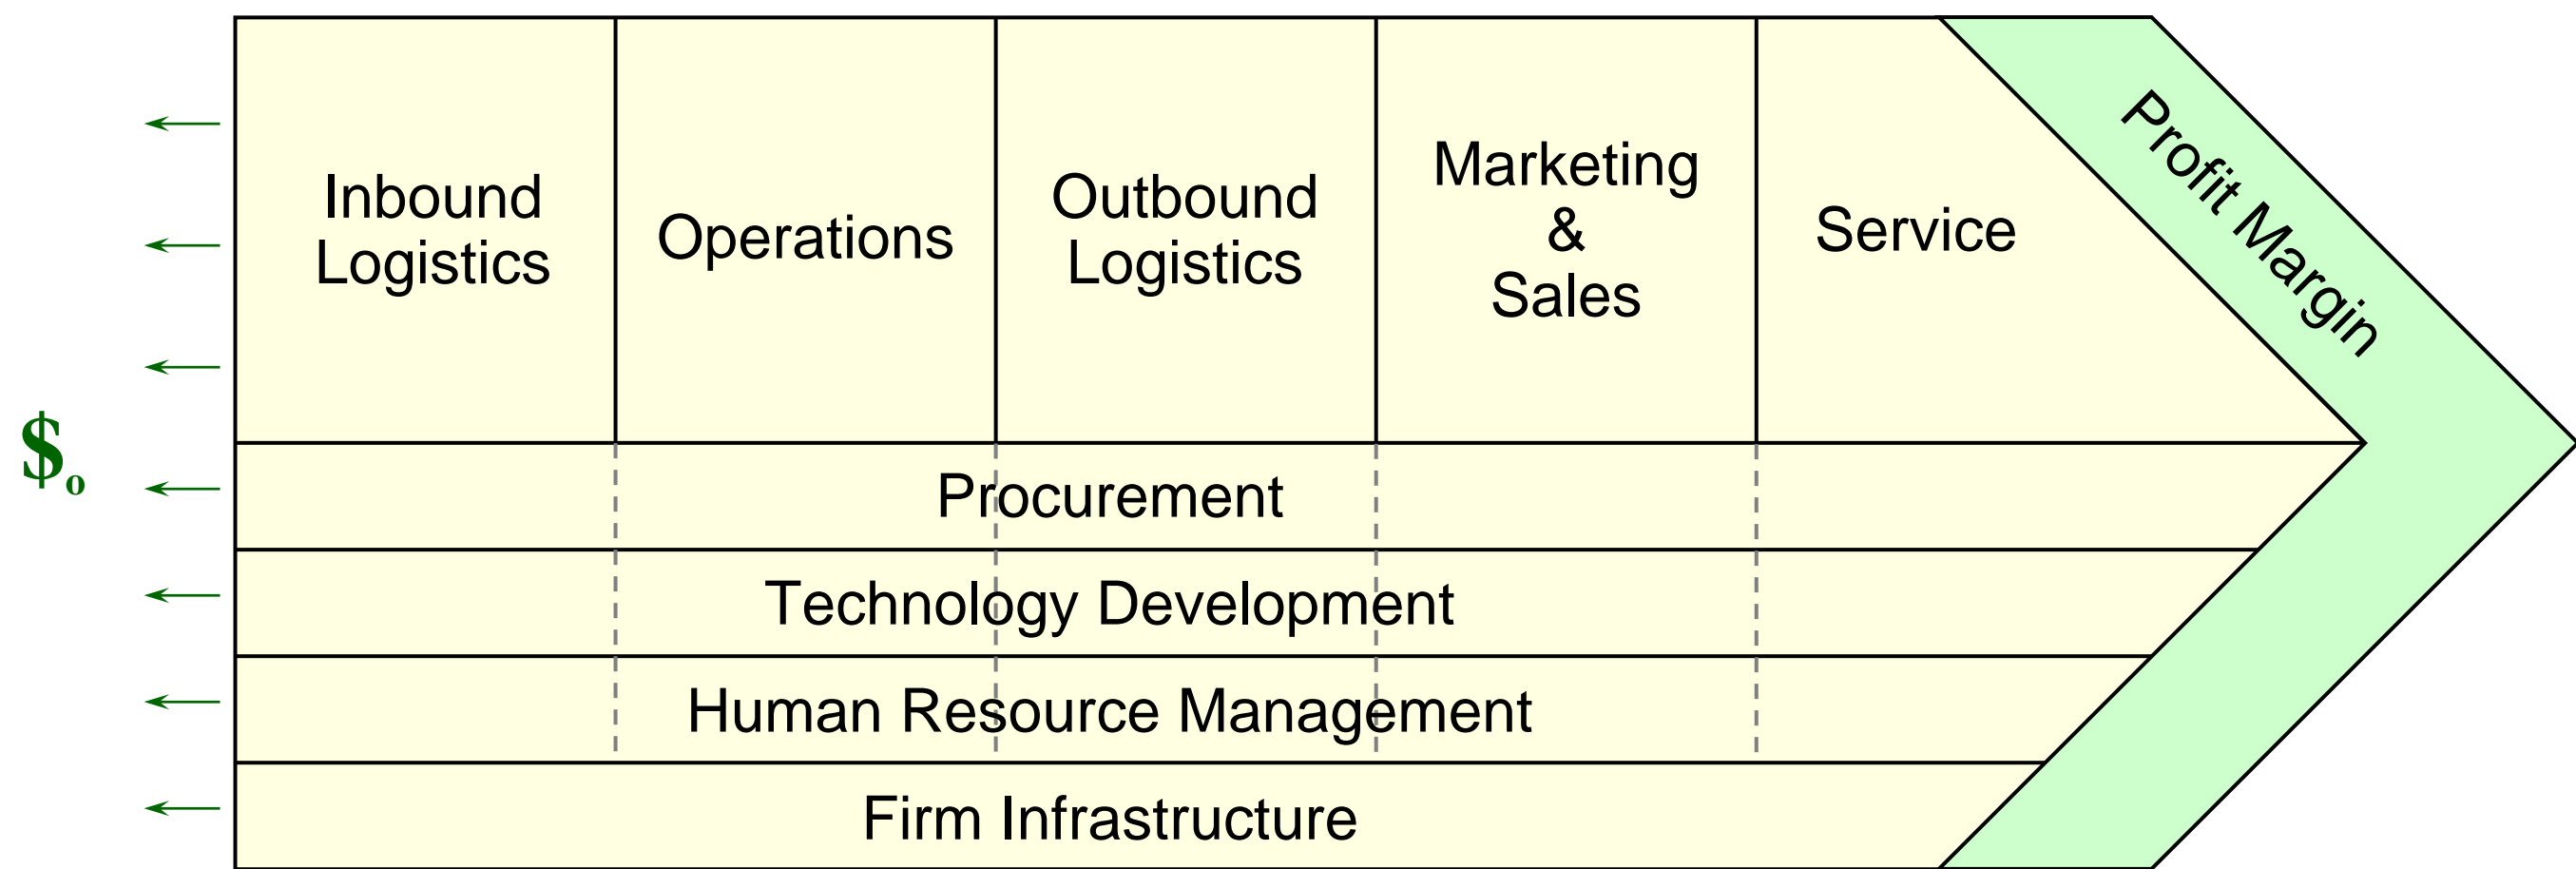 Inbound
Logistics
Operations
Outbound
Logistics
Marketing
&
Sales
Service
Profit Margin
$o
Procurement
Technology Development
Human Resource Management
Firm Infrastructure